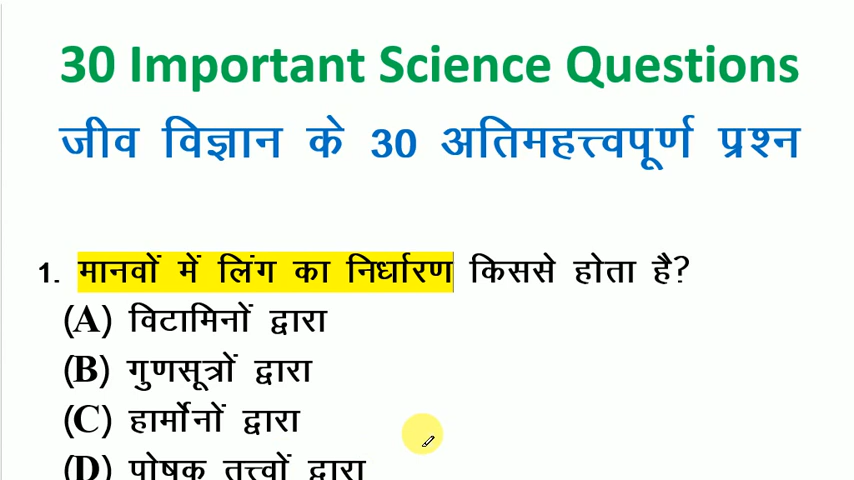 30 Important Science Questions
जीव विज्ञान के 30 अतिमहत्त्वपूर्ण प्रश्न
1. मानवों में लिंग का निर्धारण किससे होता है?
(A) विटामिनों द्वारा
(B) गुणसूत्रों द्वारा
(C) हार्मोनों द्वारा
(D) पोषक तत्त्वों द्वारा